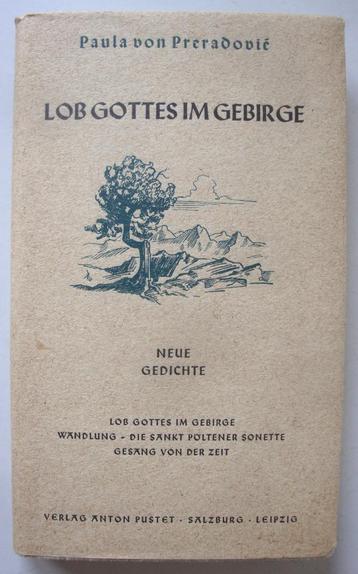 Paula von Preradović
LOB GOTTES IM GEBIRGE
NEUE
GEDICHTE
LOB GOTTES IM GEBIRGE
WANDLUNG - DIE SANKT PÖLTENER SONETTE
GESANG VON DER ZEIT
VERLAG ANTON PUSTET · SALZBURG · LEIPZIG